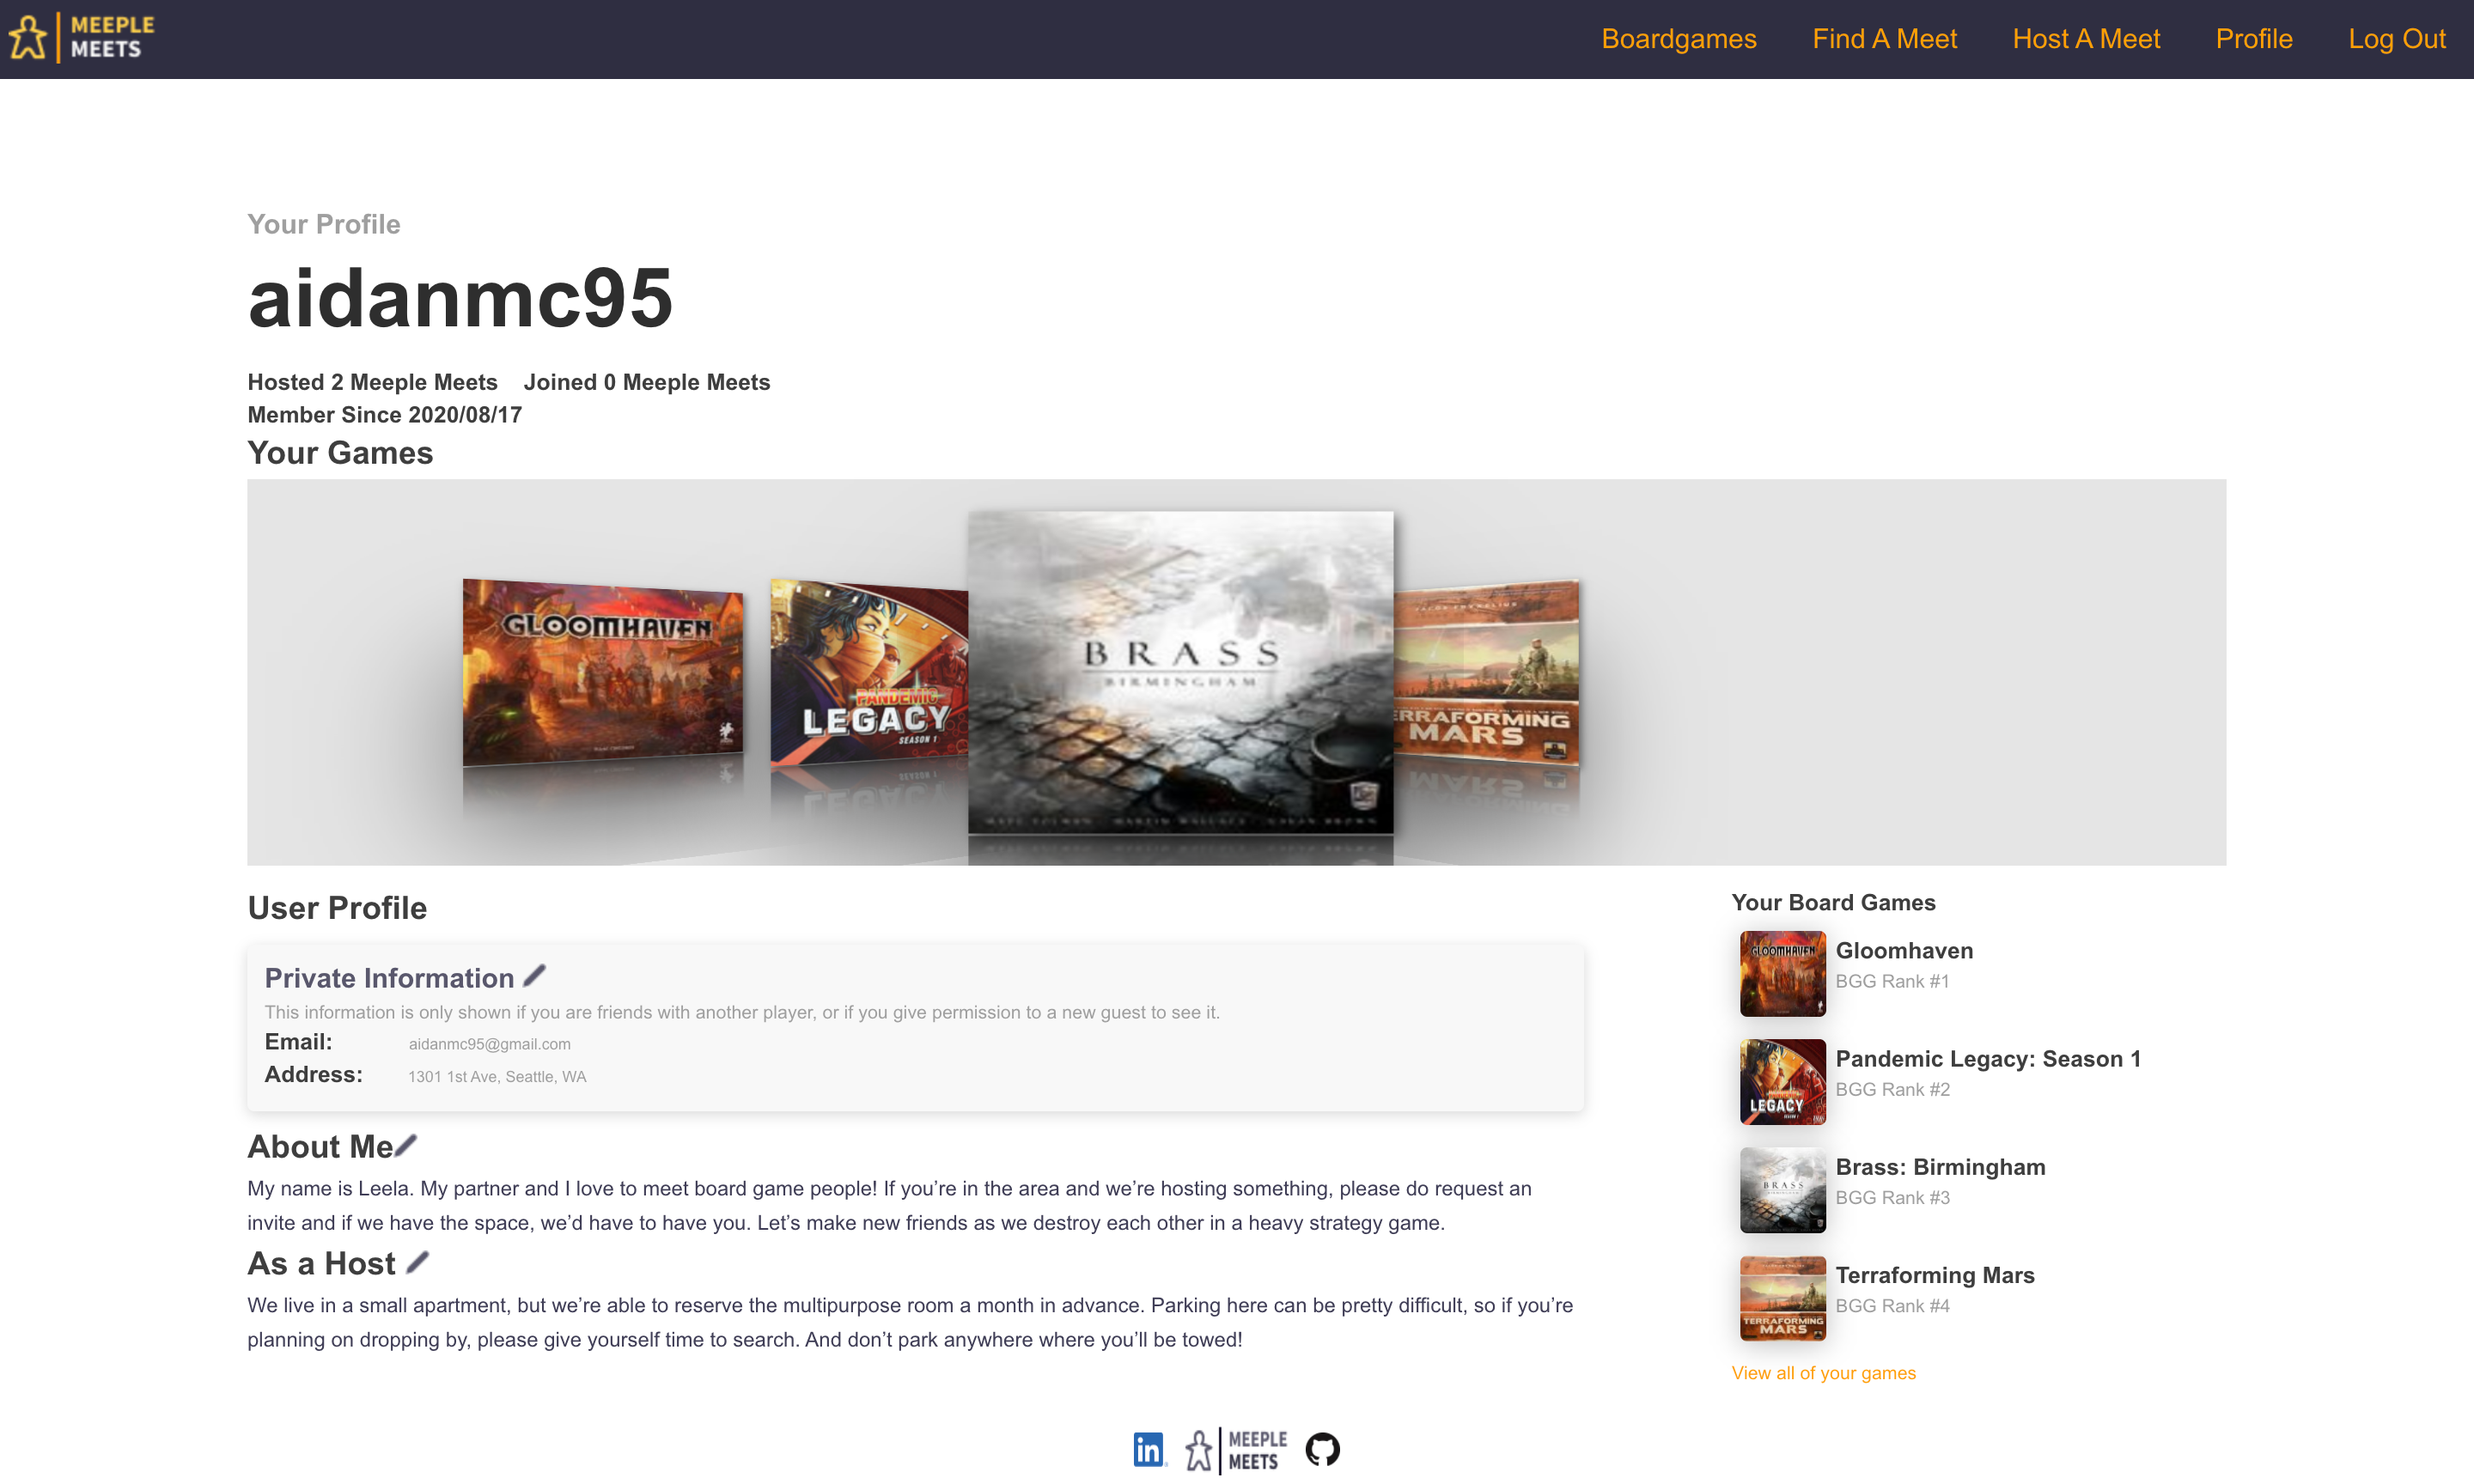 MEEPLE
MEETS
Boardgames Find A Meet Host A Meet Profile Log Out
Your Profile
aidanmc95
Hosted 2 Meeple Meets Joined 0 Meeple Meets
Member Since 2020/08/17
Your Games
GLOOMHAVEN
PANDEMIC
LEGACY
SEASON 1
BRASS
BIRMINGHAM
ERRAFORMING
MARS
User Profile
Private Information
This information is only shown if you are friends with another player, or if you give permission to a new guest to see it.
Email: aidanmc95@gmail.com
Address: 1301 1st Ave, Seattle, WA
About Me
My name is Leela. My partner and I love to meet board game people! If you’re in the area and we’re hosting something, please do request an
invite and if we have the space, we’d have to have you. Let’s make new friends as we destroy each other in a heavy strategy game.
As a Host
We live in a small apartment, but we’re able to reserve the multipurpose room a month in advance. Parking here can be pretty difficult, so if you’re
planning on dropping by, please give yourself time to search. And don’t park anywhere where you’ll be towed!
Your Board Games
GLOOMHAVEN
Gloomhaven
BGG Rank #1
LEGACY
Pandemic Legacy: Season 1
BGG Rank #2
BRASS
Brass: Birmingham
BGG Rank #3
TERRAFORMING
MARS
Terraforming Mars
BGG Rank #4
View all of your games
in
MEEPLE
MEETS